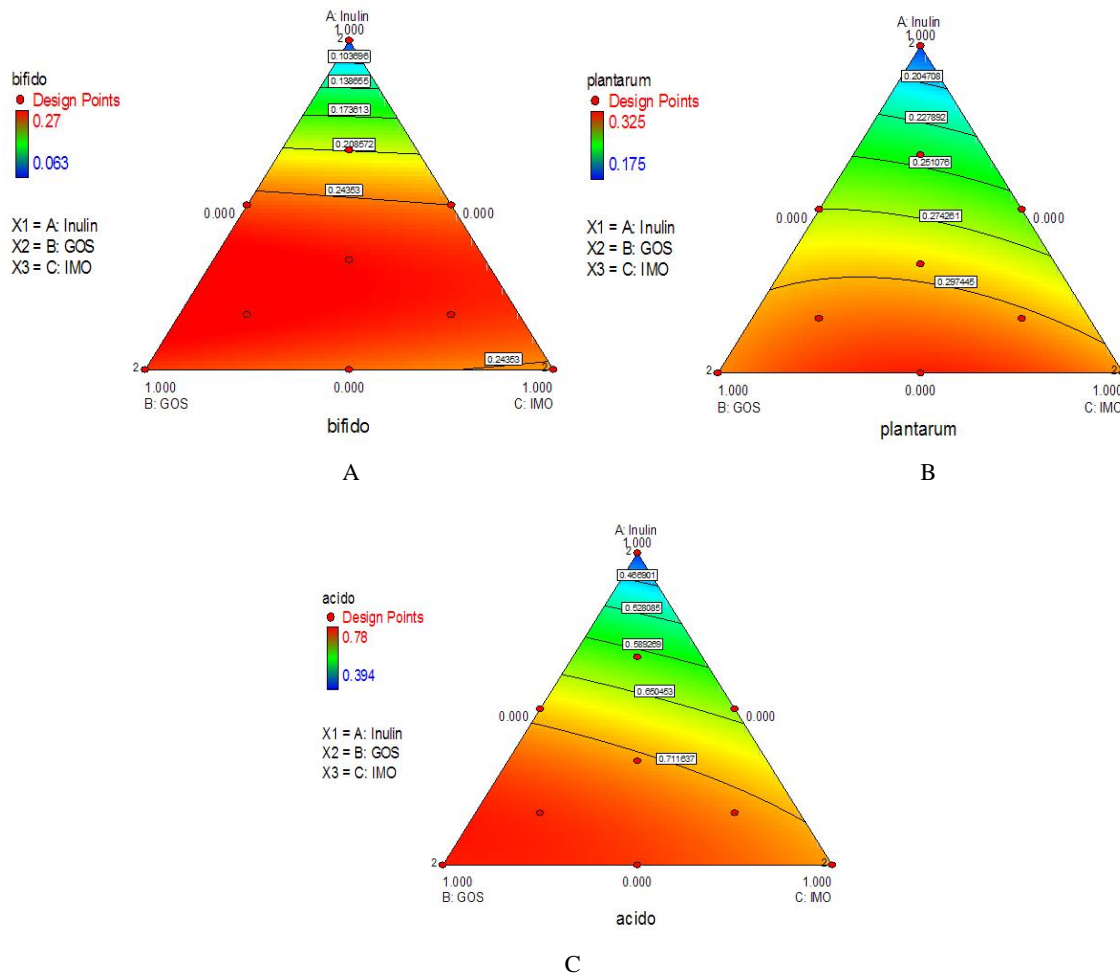 A: Inulin
1.000
2
0.103696
0.138655
0.173613
0.208572
0.24353
bifido
Design Points
0.27
0.063
X1 = A: Inulin
X2 = B: GOS
X3 = C: IMO
0.000
0.000
0.24353
2
2
1.000
0.000
1.000
B: GOS
C: IMO
bifido
A
A: Inulin
1.000
2
0.204708
0.227892
0.251076
0.274261
0.297445
plantarum
Design Points
0.325
0.175
X1 = A: Inulin
X2 = B: GOS
X3 = C: IMO
0.000
0.000
2
2
1.000
0.000
1.000
B: GOS
C: IMO
plantarum
B
A: Inulin
1.000
2
0.466901
0.528085
0.589269
0.650453
0.711637
acido
Design Points
0.78
0.394
X1 = A: Inulin
X2 = B: GOS
X3 = C: IMO
0.000
0.000
2
2
1.000
0.000
1.000
B: GOS
C: IMO
acido
C